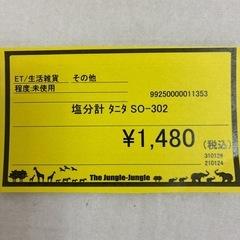 ET/生活雑貨 その他
程度:未使用
99250000011353
塩分計 タニタ SO-302
¥1,480 (税込)
310128
210124
The Jungle-Jungle